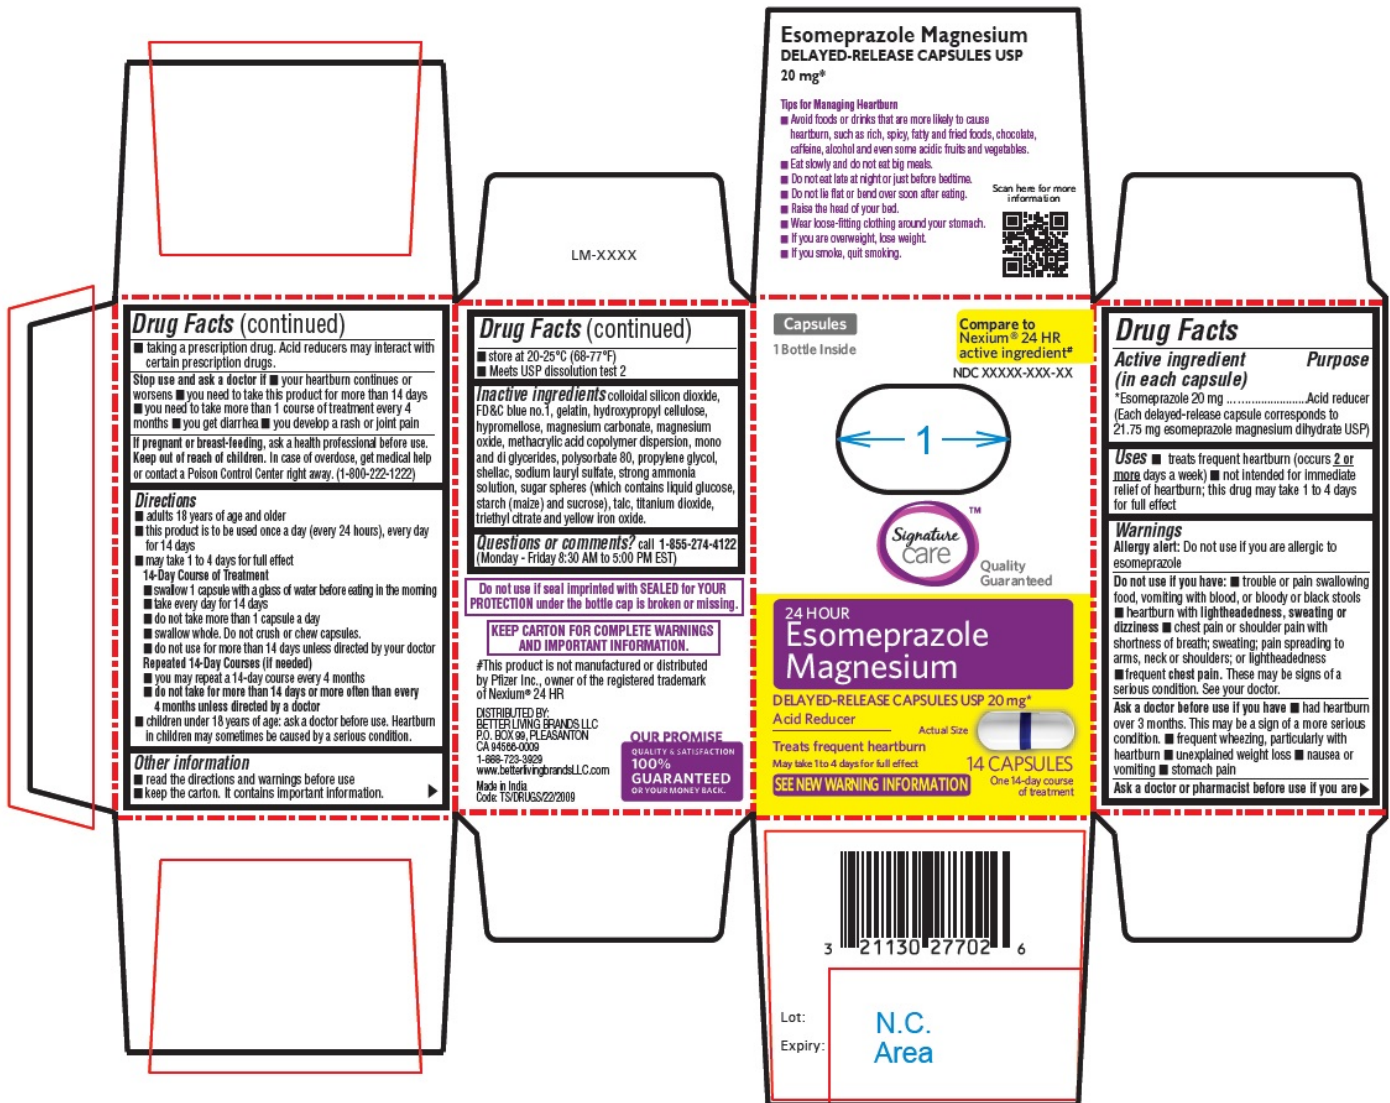 Esomeprazole Magnesium
DELAYED-RELEASE CAPSULES USP
20 mg*
Tips for Managing Heartburn
■ Avoid foods or drinks that are more likely to cause
heartburn, such as rich, spicy, fatty and fried foods, chocolate,
caffeine, alcohol and even some acidic fruits and vegetables.
■ Eat slowly and do not eat big meals.
■ Do not eat late at night or just before bedtime.
■ Do not lie flat or bend over soon after eating.
■ Raise the head of your bed.
■ Wear loose-fitting clothing around your stomach.
■ If you are overweight, lose weight.
■ If you smoke, quit smoking.
Scan here for more
information
LM-XXXX
Drug Facts (continued)
■ taking a prescription drug. Acid reducers may interact with
certain prescription drugs.
Stop use and ask a doctor if ■ your heartburn continues or
worsens ■ you need to take this product for more than 14 days
■ you need to take more than 1 course of treatment every 4
months ■ you get diarrhea ■ you develop a rash or joint pain
If pregnant or breast-feeding, ask a health professional before use.
Keep out of reach of children. In case of overdose, get medical help
or contact a Poison Control Center right away. (1-800-222-1222)
Directions
■ adults 18 years of age and older
■ this product is to be used once a day (every 24 hours), every day
for 14 days
■ may take 1 to 4 days for full effect
14-Day Course of Treatment
■ swallow 1 capsule with a glass of water before eating in the morning
■ take every day for 14 days
■ do not take more than 1 capsule a day
■ swallow whole. Do not crush or chew capsules.
■ do not use for more than 14 days unless directed by your doctor
Repeated 14-Day Courses (if needed)
■ you may repeat a 14-day course every 4 months
■ do not take for more than 14 days or more often than every
4 months unless directed by a doctor
■ children under 18 years of age: ask a doctor before use. Heartburn
in children may sometimes be caused by a serious condition.
Other information
■ read the directions and warnings before use
■ keep the carton. It contains important information.
Drug Facts (continued)
■ store at 20-25°C (68-77°F)
■ Meets USP dissolution test 2
Inactive ingredients colloidal silicon dioxide,
FD&C blue no.1, gelatin, hydroxypropyl cellulose,
hypromellose, magnesium carbonate, magnesium
oxide, methacrylic acid copolymer dispersion, mono
and di glycerides, polysorbate 80, propylene glycol,
shellac, sodium lauryl sulfate, strong ammonia
solution, sugar spheres (which contains liquid glucose,
starch (maize) and sucrose), talc, titanium dioxide,
triethyl citrate and yellow iron oxide.
Questions or comments? call 1-855-274-4122
(Monday - Friday 8:30 AM to 5:00 PM EST)
Do not use if seal imprinted with SEALED for YOUR
PROTECTION under the bottle cap is broken or missing.
KEEP CARTON FOR COMPLETE WARNINGS
AND IMPORTANT INFORMATION.
#This product is not manufactured or distributed
by Pfizer Inc., owner of the registered trademark
of Nexium® 24 HR
DISTRIBUTED BY:
BETTER LIVING BRANDS LLC
P.O. BOX 99, PLEASANTON
CA 94566-0009
1-888-723-3929
www.betterlivingbrandsLLC.com
Made in India
Code: TS/DRUGS/22/2009
OUR PROMISE
QUALITY & SATISFACTION
100%
GUARANTEED
OR YOUR MONEY BACK.
Capsules
1 Bottle Inside
Compare to
Nexium® 24 HR
active ingredient#
NDC XXXXX-XXX-XX
1
Signature
care
™
Quality
Guaranteed
24 HOUR
Esomeprazole
Magnesium
DELAYED-RELEASE CAPSULES USP 20 mg*
Acid Reducer
Actual Size
Treats frequent heartburn
May take 1 to 4 days for full effect
14 CAPSULES
SEE NEW WARNING INFORMATION
One 14-day course
of treatment
Drug Facts
Active ingredient Purpose
(in each capsule)
*Esomeprazole 20 mg ..........................Acid reducer
(Each delayed-release capsule corresponds to
21.75 mg esomeprazole magnesium dihydrate USP)
Uses ■ treats frequent heartburn (occurs 2 or
more days a week) ■ not intended for immediate
relief of heartburn; this drug may take 1 to 4 days
for full effect
Warnings
Allergy alert: Do not use if you are allergic to
esomeprazole
Do not use if you have: ■ trouble or pain swallowing
food, vomiting with blood, or bloody or black stools
■ heartburn with lightheadedness, sweating or
dizziness ■ chest pain or shoulder pain with
shortness of breath; sweating; pain spreading to
arms, neck or shoulders; or lightheadedness
■ frequent chest pain. These may be signs of a
serious condition. See your doctor.
Ask a doctor before use if you have ■ had heartburn
over 3 months. This may be a sign of a more serious
condition. ■ frequent wheezing, particularly with
heartburn ■ unexplained weight loss ■ nausea or
vomiting ■ stomach pain
Ask a doctor or pharmacist before use if you are
3 21130 27702 6
Lot:
Expiry:
N.C.
Area